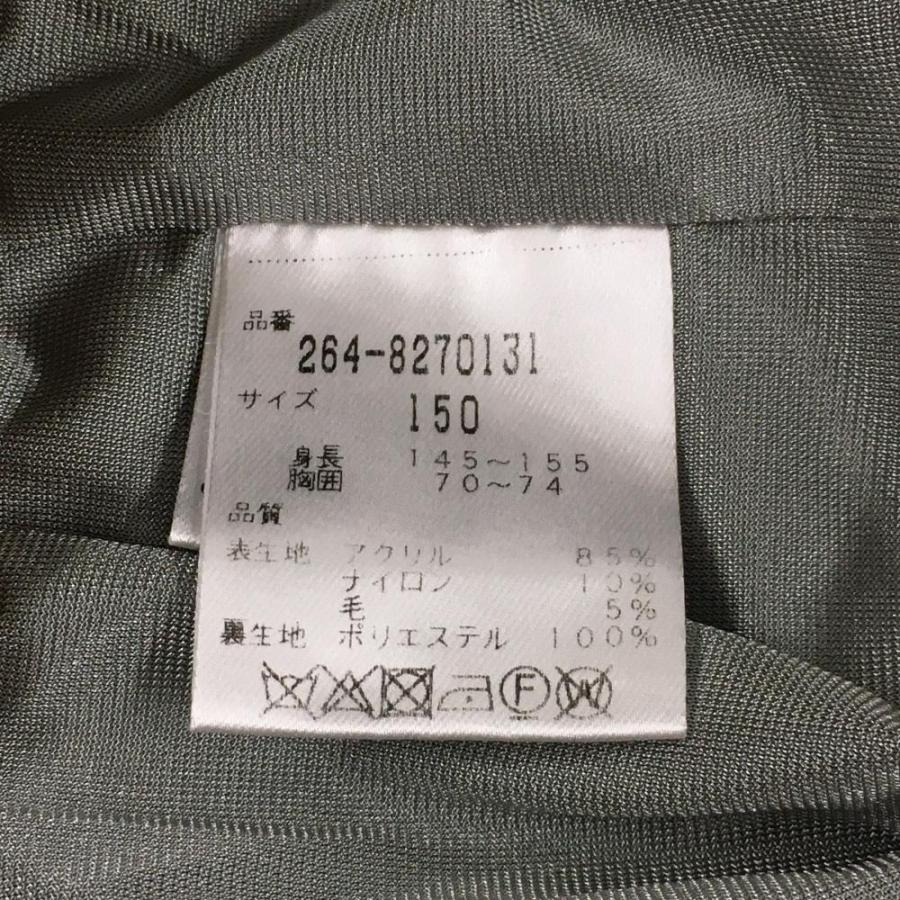 品番
264-8270131
サイズ
150
身長 145～155
胸囲 70～74
品質
表生地 アクリル 85%
ナイロン 10%
毛 5%
裏生地 ポリエステル 100%
F
W